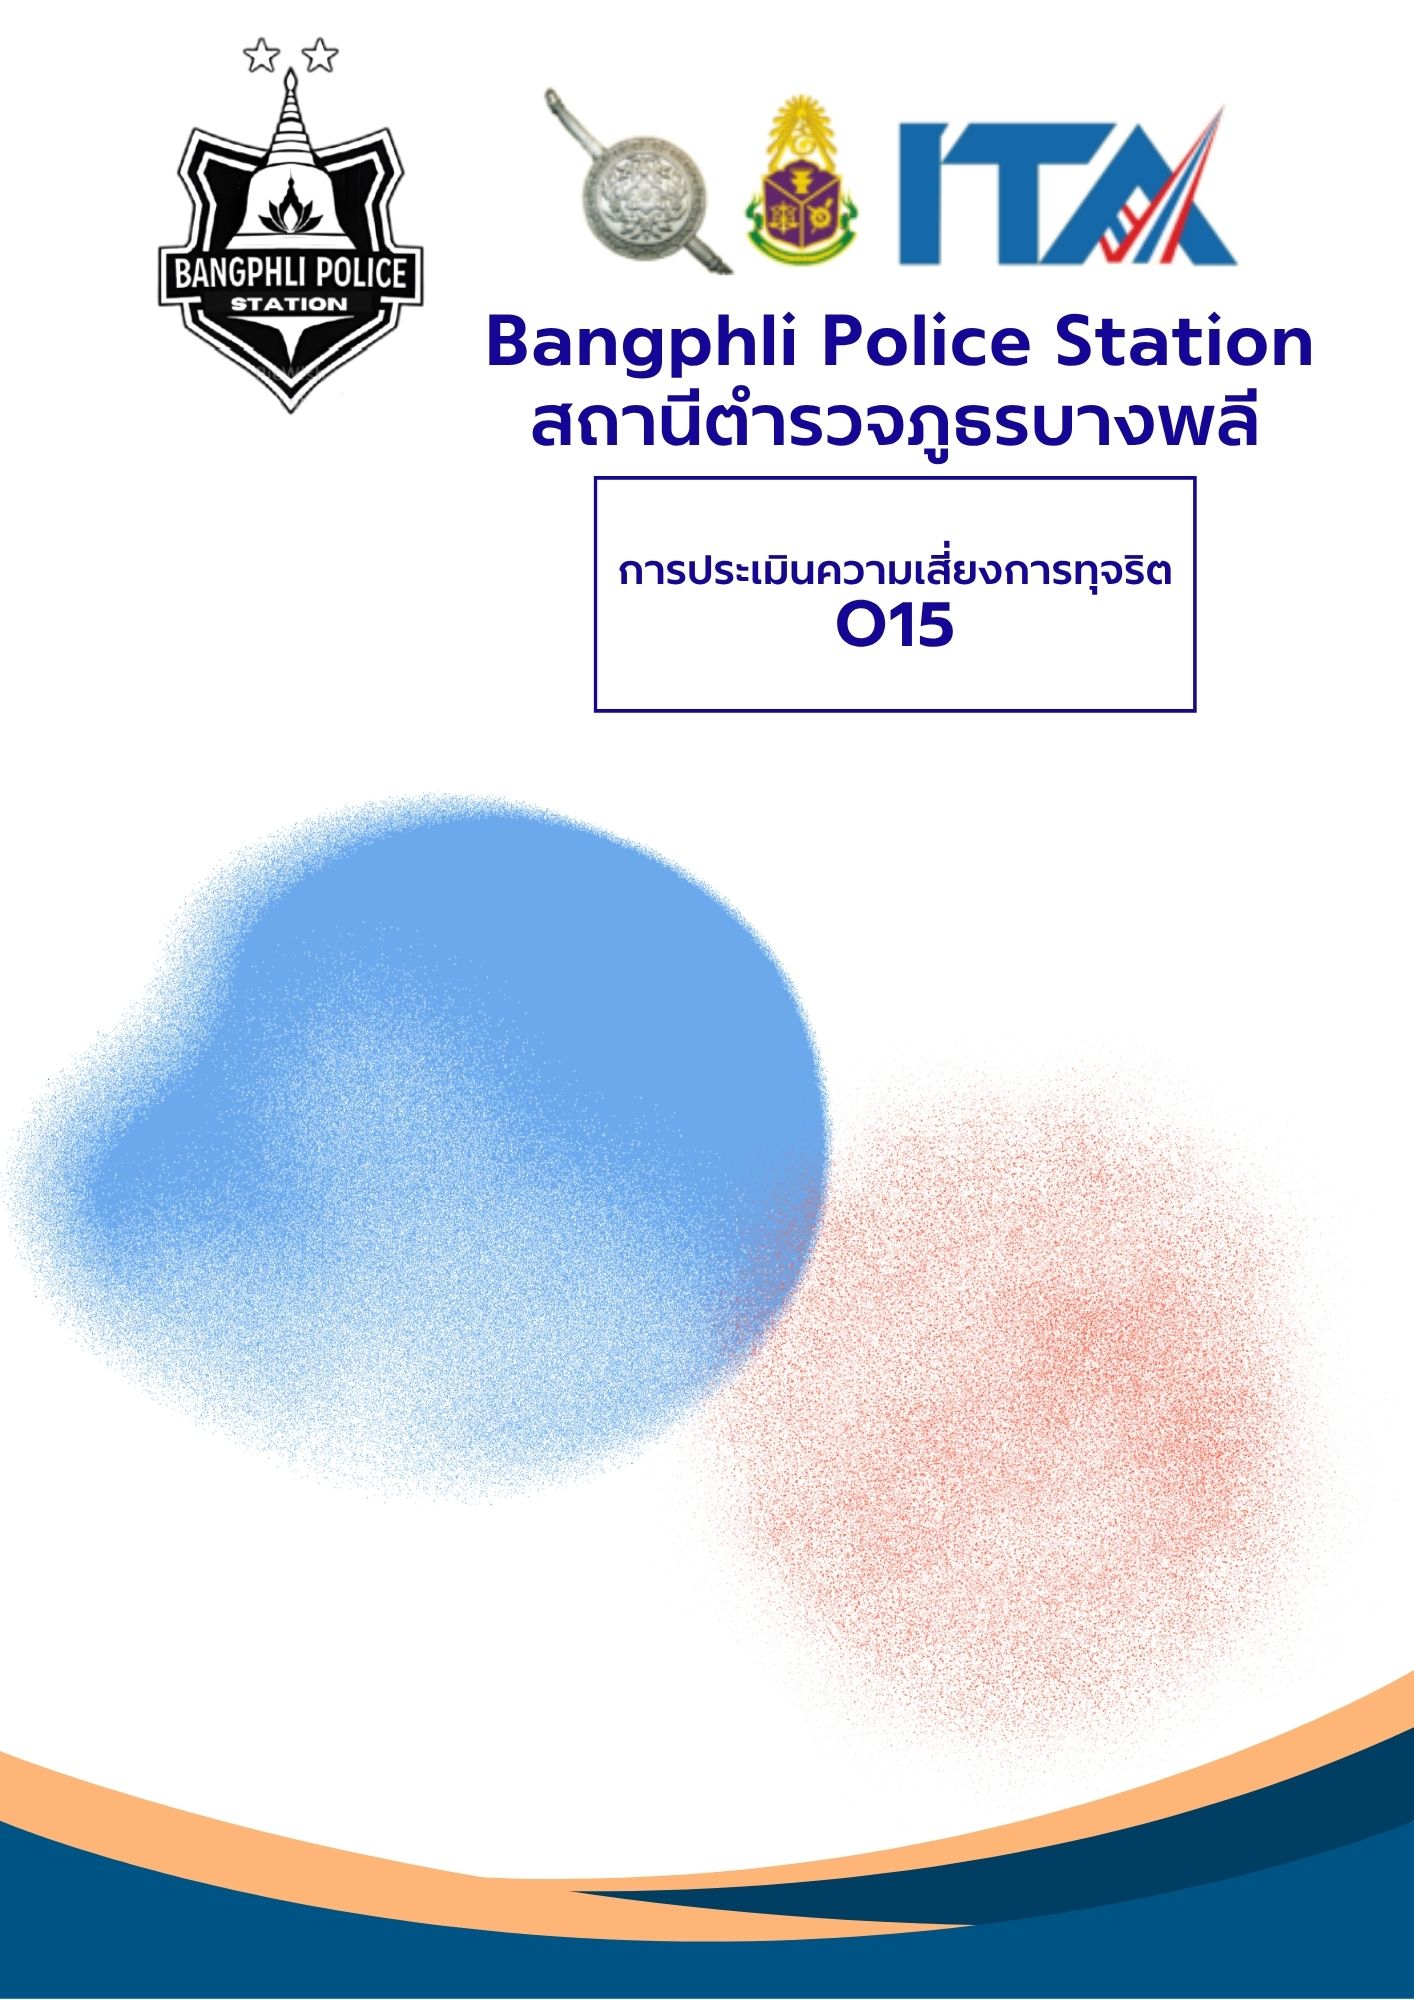 BANGPHLI POLICE
STATION
ITA
Bangphli Police Station
สถานีตำรวจภูธรบางพลี
การประเมินความเสี่ยงการทุจริต
O15